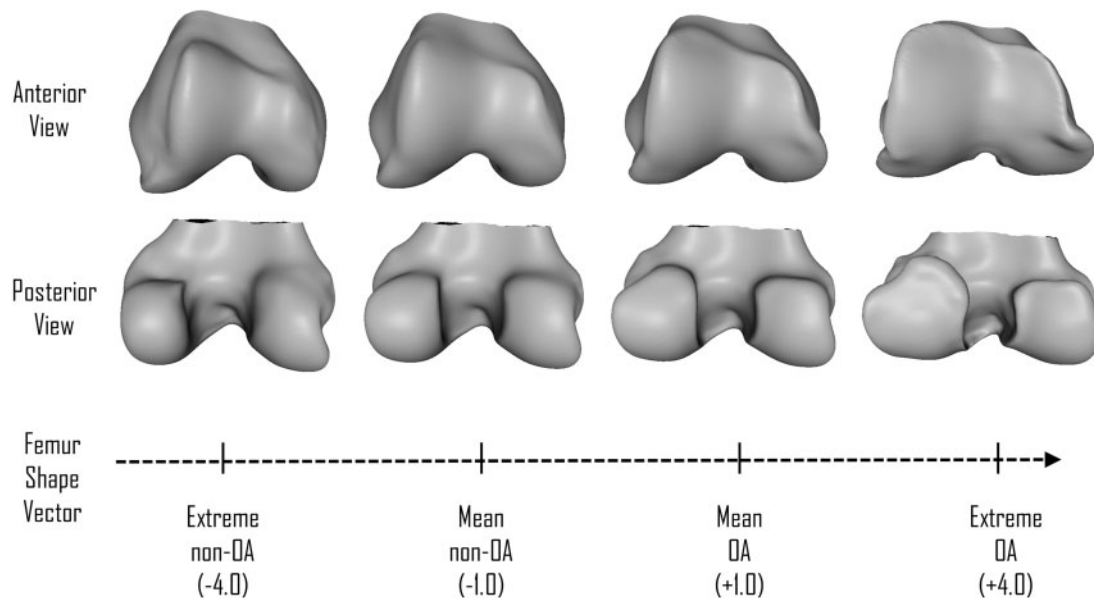 Anterior
View
Posterior
View
Femur
Shape
Vector
Extreme
non-OA
(-4.0)
Mean
non-OA
(-1.0)
Mean
OA
(+1.0)
Extreme
OA
(+4.0)